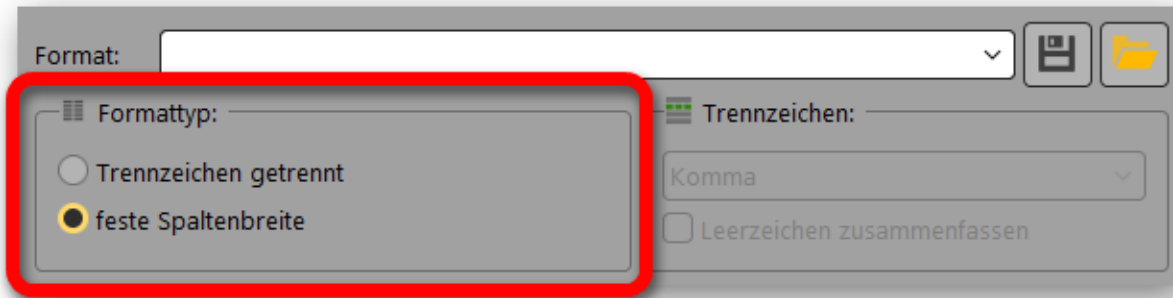 Format:
Formattyp:
Trennzeichen getrennt
feste Spaltenbreite
Trennzeichen:
Komma
Leerzeichen zusammenfassen